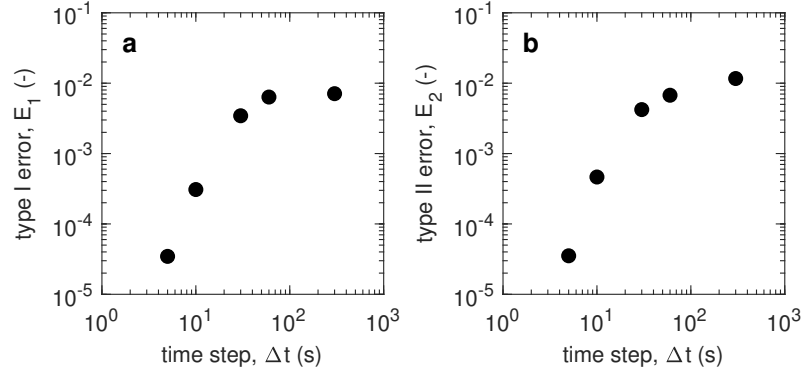 a
10^-1
10^-2
10^-3
10^-4
10^-5
type I error, E_1 (-)
10^0 10^1 10^2 10^3
time step, Δt (s)
b
10^-1
10^-2
10^-3
10^-4
10^-5
type II error, E_2 (-)
10^0 10^1 10^2 10^3
time step, Δt (s)